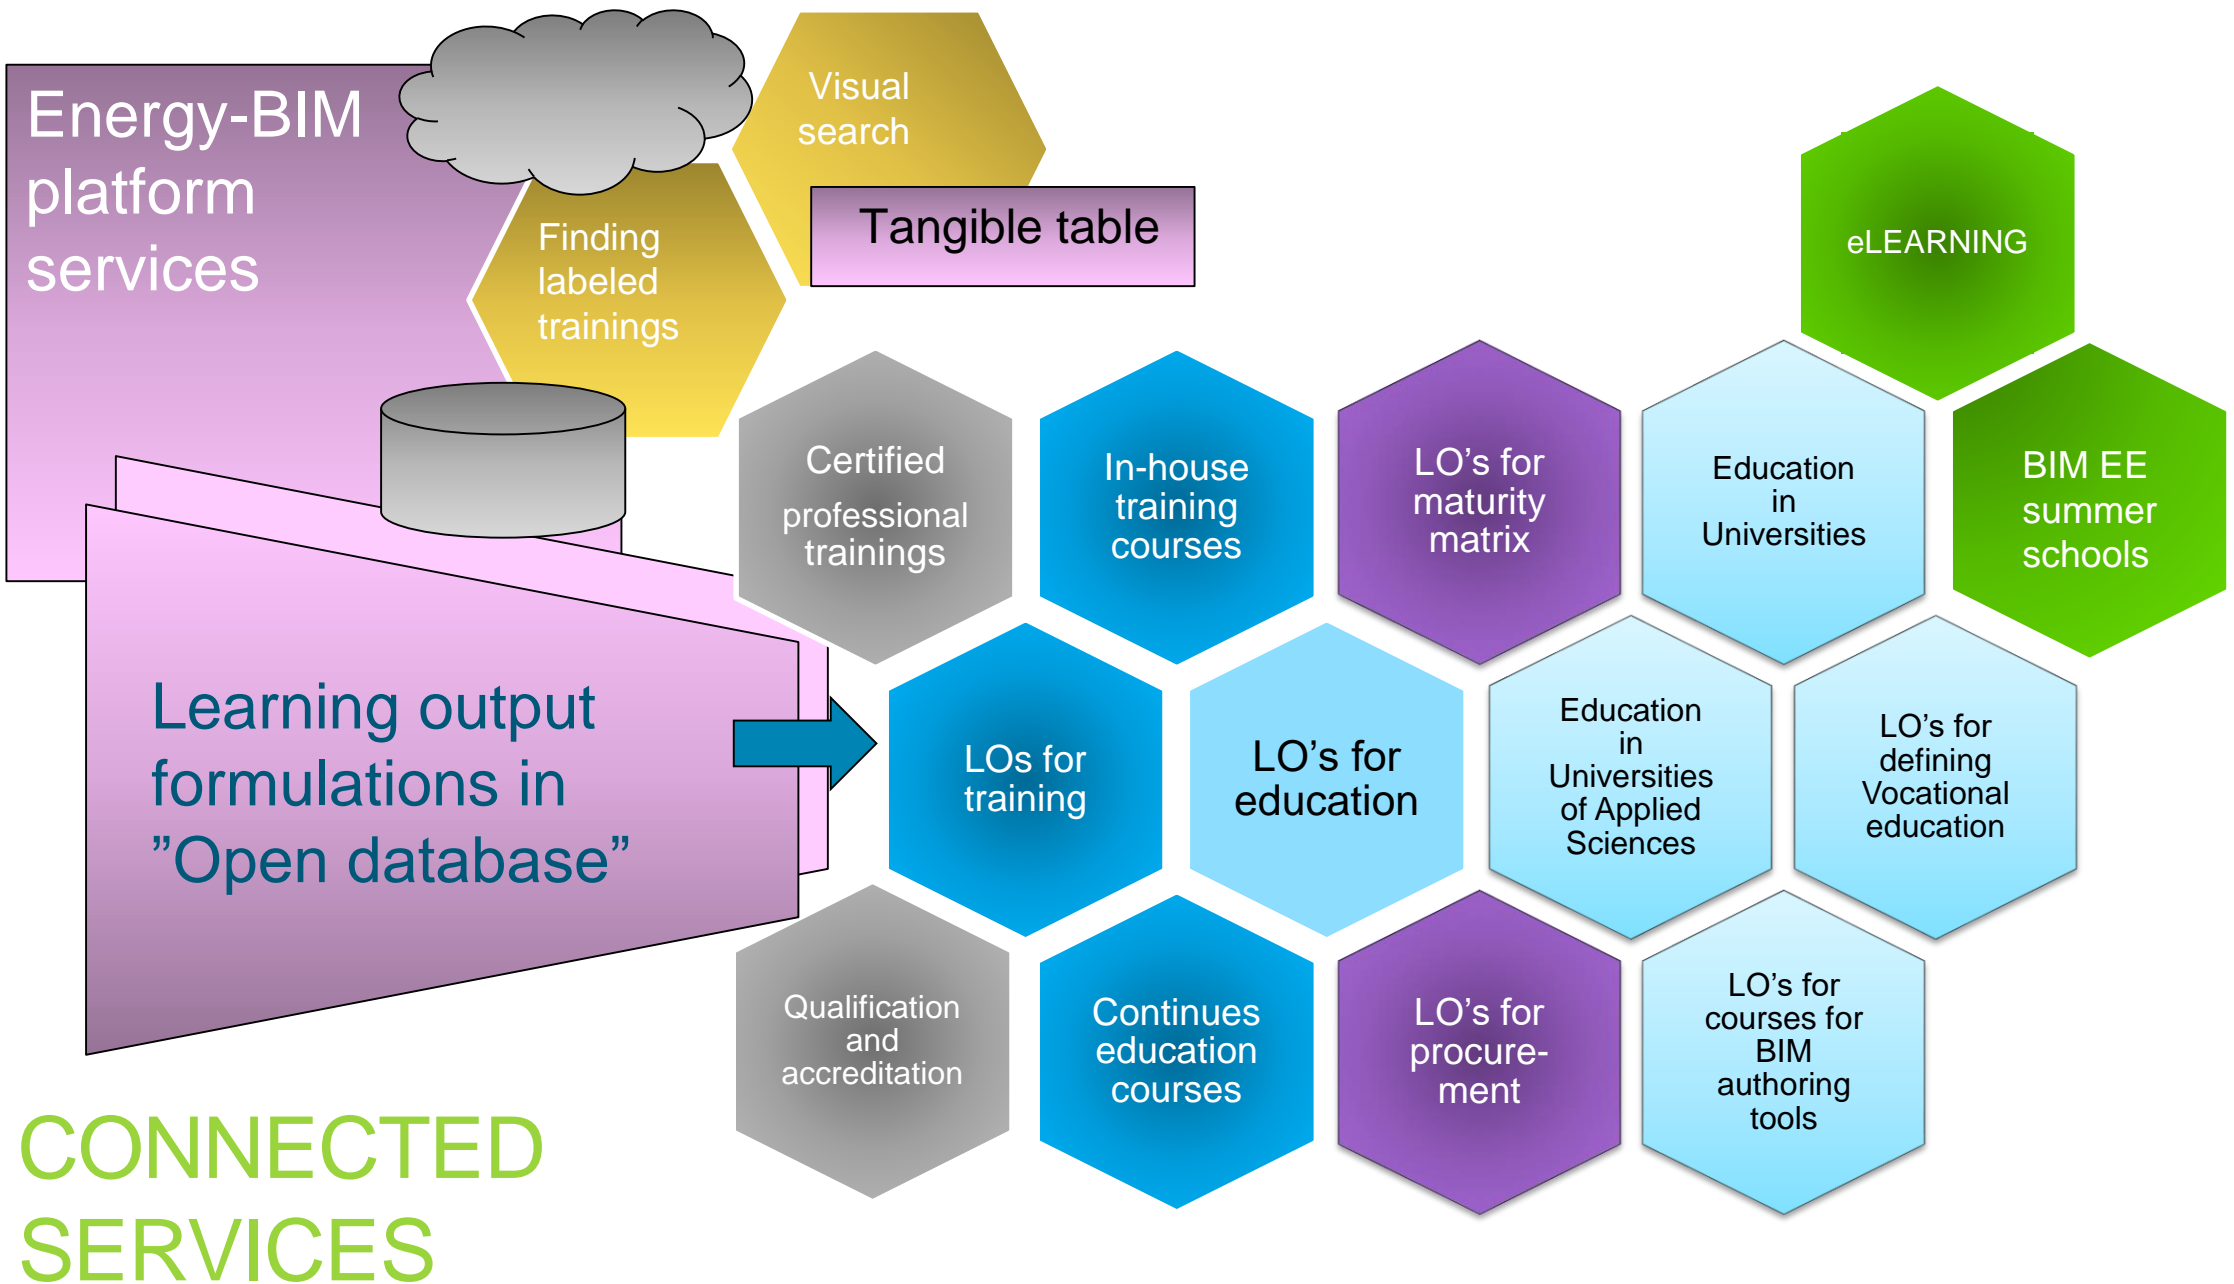 Energy-BIM
platform
services
Visual
search
Finding
labeled
trainings
Tangible table
eLEARNING
Certified
professional
trainings
In-house
training
courses
LO’s for
maturity
matrix
Education
in
Universities
BIM EE
summer
schools
Learning output
formulations in
”Open database”
LOs for
training
LO’s for
education
Education
in
Universities
of Applied
Sciences
LO’s for
defining
Vocational
education
Qualification
and
accreditation
Continues
education
courses
LO’s for
procure-
ment
LO’s for
courses for
BIM
authoring
tools
CONNECTED
SERVICES